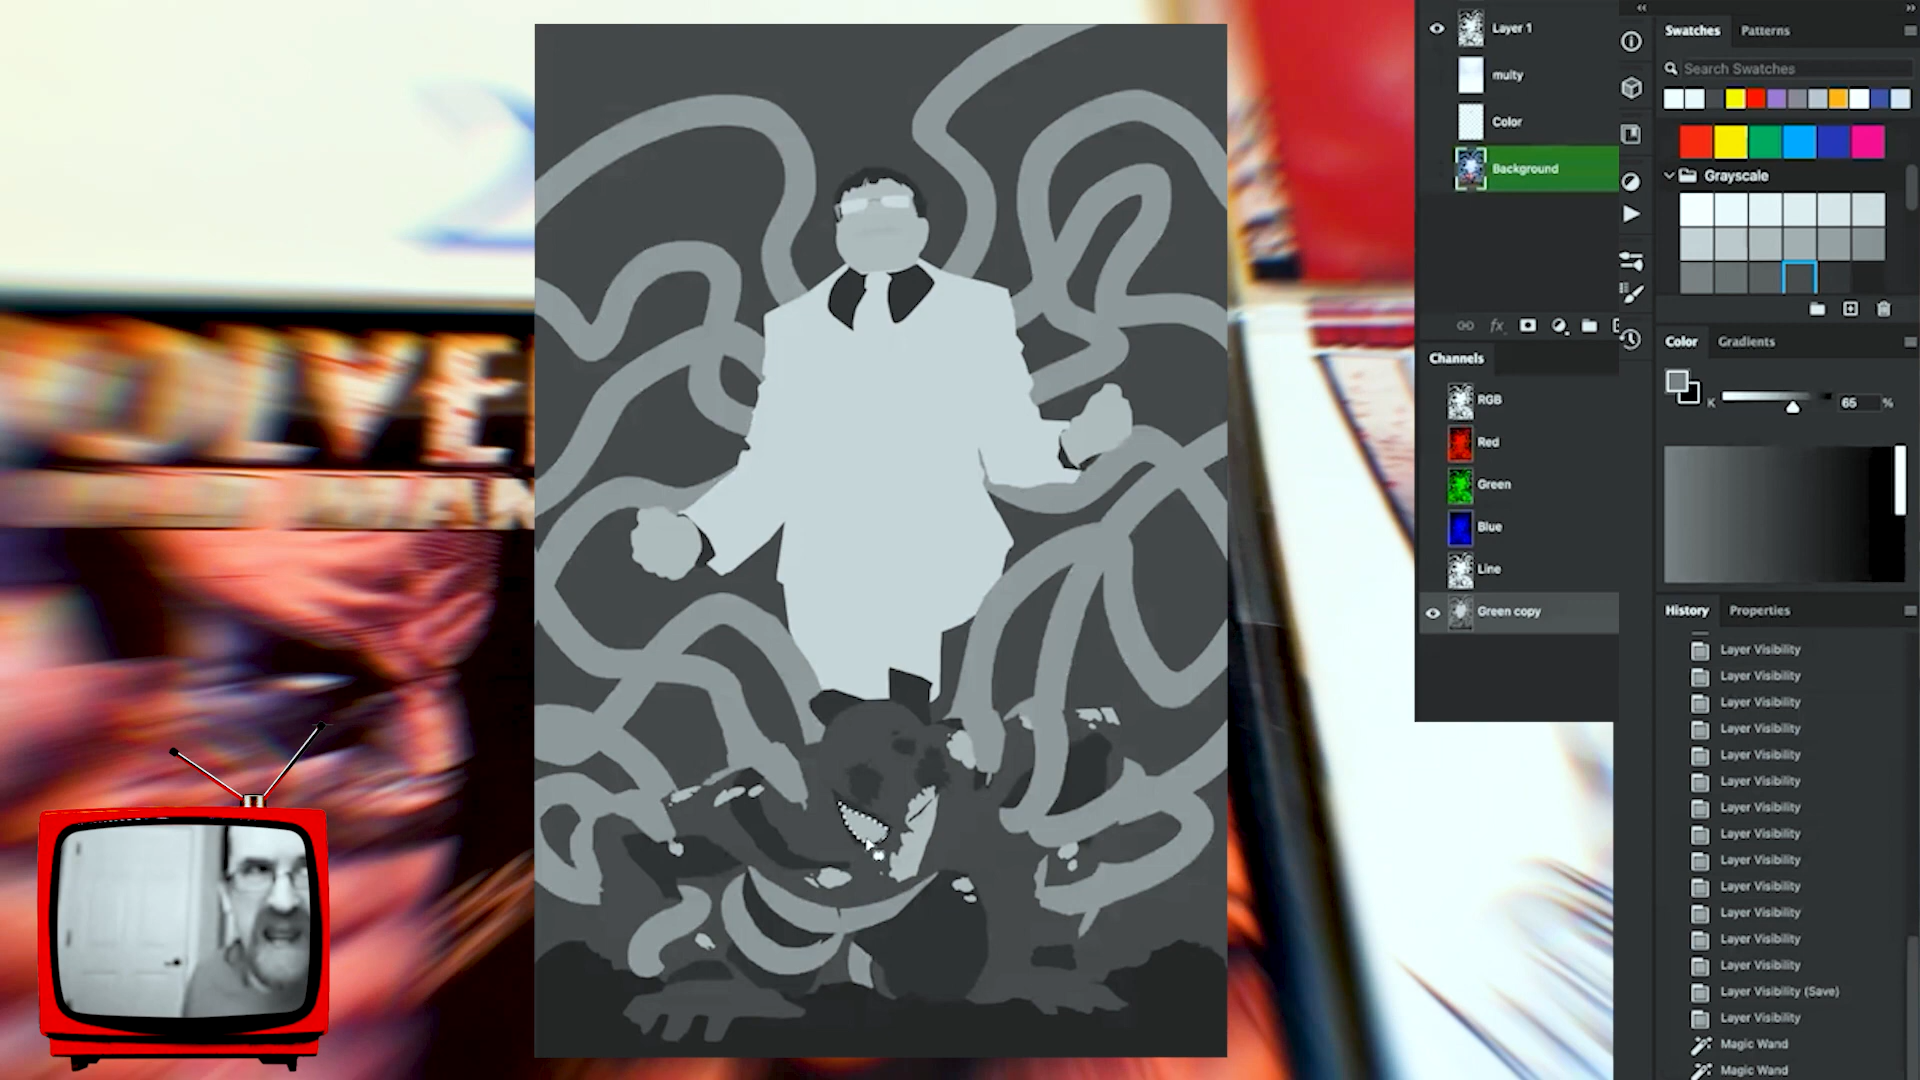 Layer 1
multy
Color
Background
fx
Channels
RGB
Red
Green
Blue
Line
Green copy
Swatches
Patterns
Search Swatches
Grayscale
Color
Gradients
K
65
%
History
Properties
Layer Visibility
Layer Visibility
Layer Visibility
Layer Visibility
Layer Visibility
Layer Visibility
Layer Visibility
Layer Visibility
Layer Visibility
Layer Visibility
Layer Visibility
Layer Visibility
Layer Visibility
Layer Visibility (Save)
Layer Visibility
Magic Wand
Magic Wand